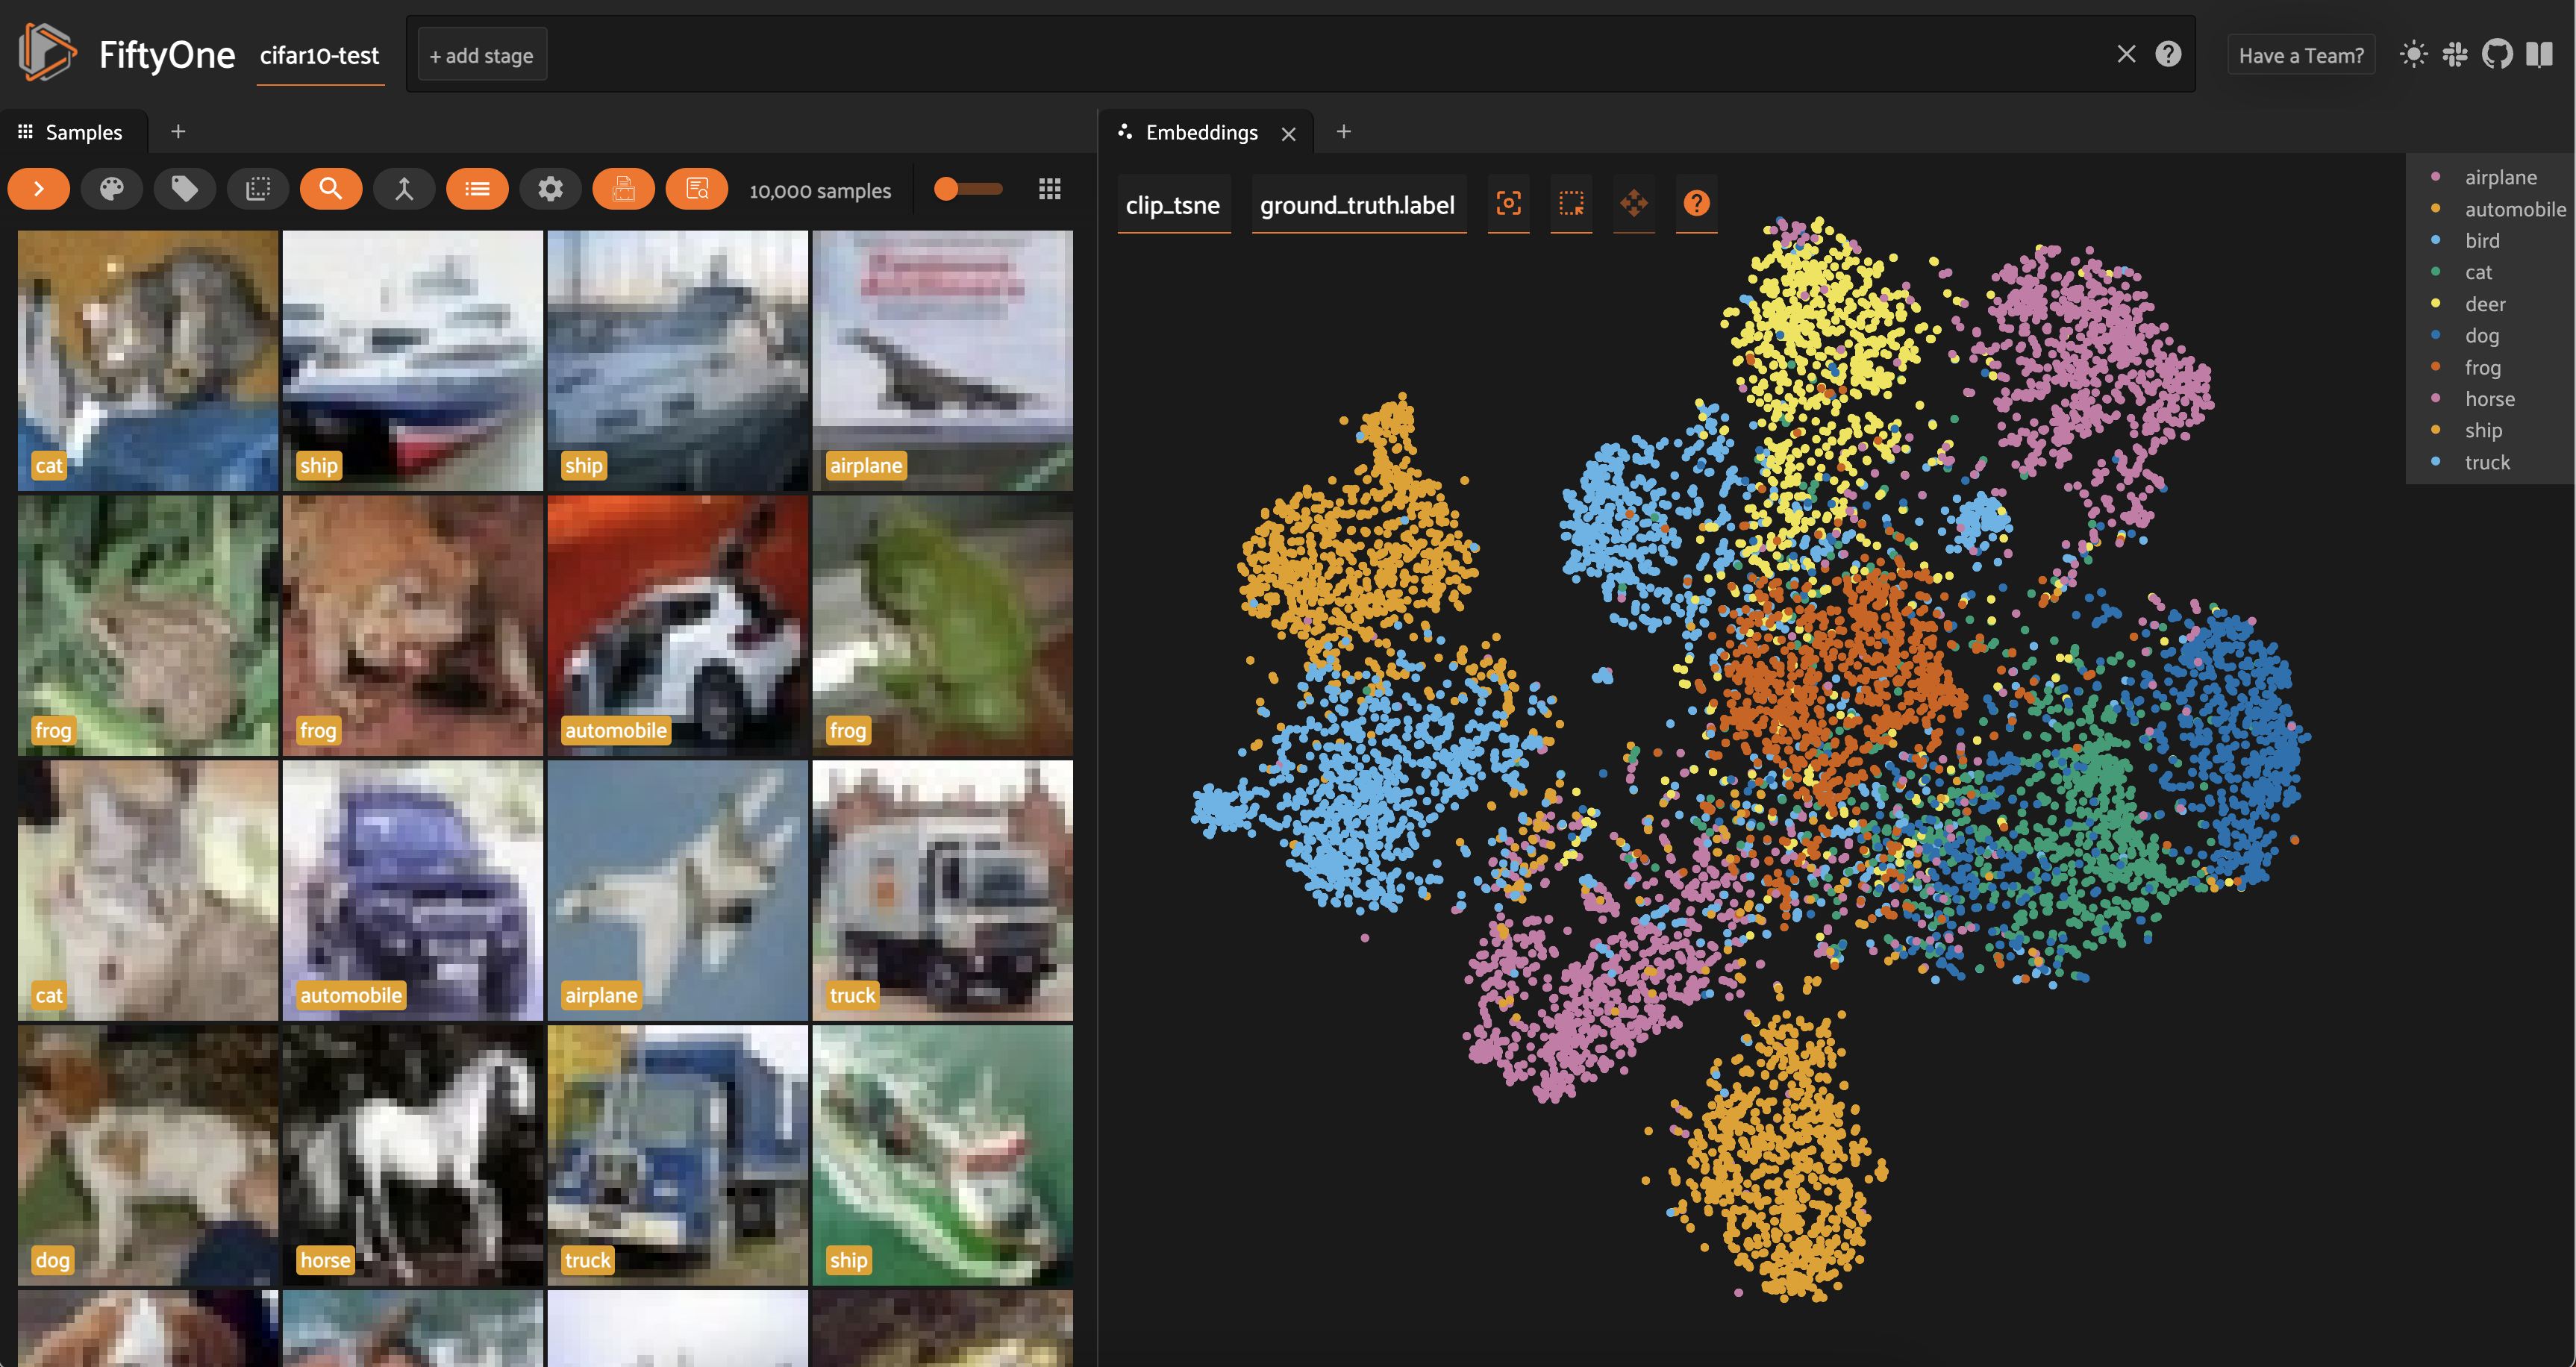 FiftyOne
cifar10-test
+ add stage
Have a Team?
Samples
Embeddings
10,000 samples
clip_tsne
ground_truth.label
cat
ship
ship
airplane
frog
frog
automobile
frog
cat
automobile
airplane
truck
dog
horse
truck
ship
airplane
automobile
bird
cat
deer
dog
frog
horse
ship
truck